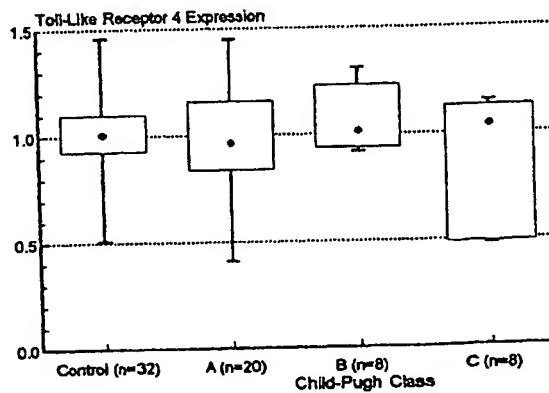 Toll-Like Receptor 4 Expression
1.5
1.0
0.5
0.0
Control (n=32) A (n=20) B (n=8) C (n=8)
Child-Pugh Class